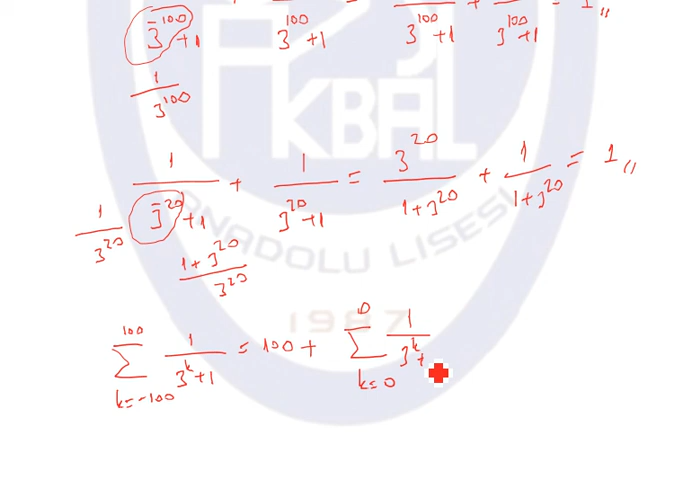 1/(3^-100 + 1) + 1/(3^100 + 1) = /(3^100 + 1) + /(3^100 + 1) = 1,,
1/3^100
1/(3^-20 + 1) + 1/(3^20 + 1) = 3^20/(1 + 3^20) + 1/(1 + 3^20) = 1,,
1/3^20
(1 + 3^20)/3^20
∑_{k=-100}^{100} 1/(3^k + 1) = 100 + ∑_{k=0}^{0} 1/(3^k +
AKBAL
ANADOLU LİSESİ
1987